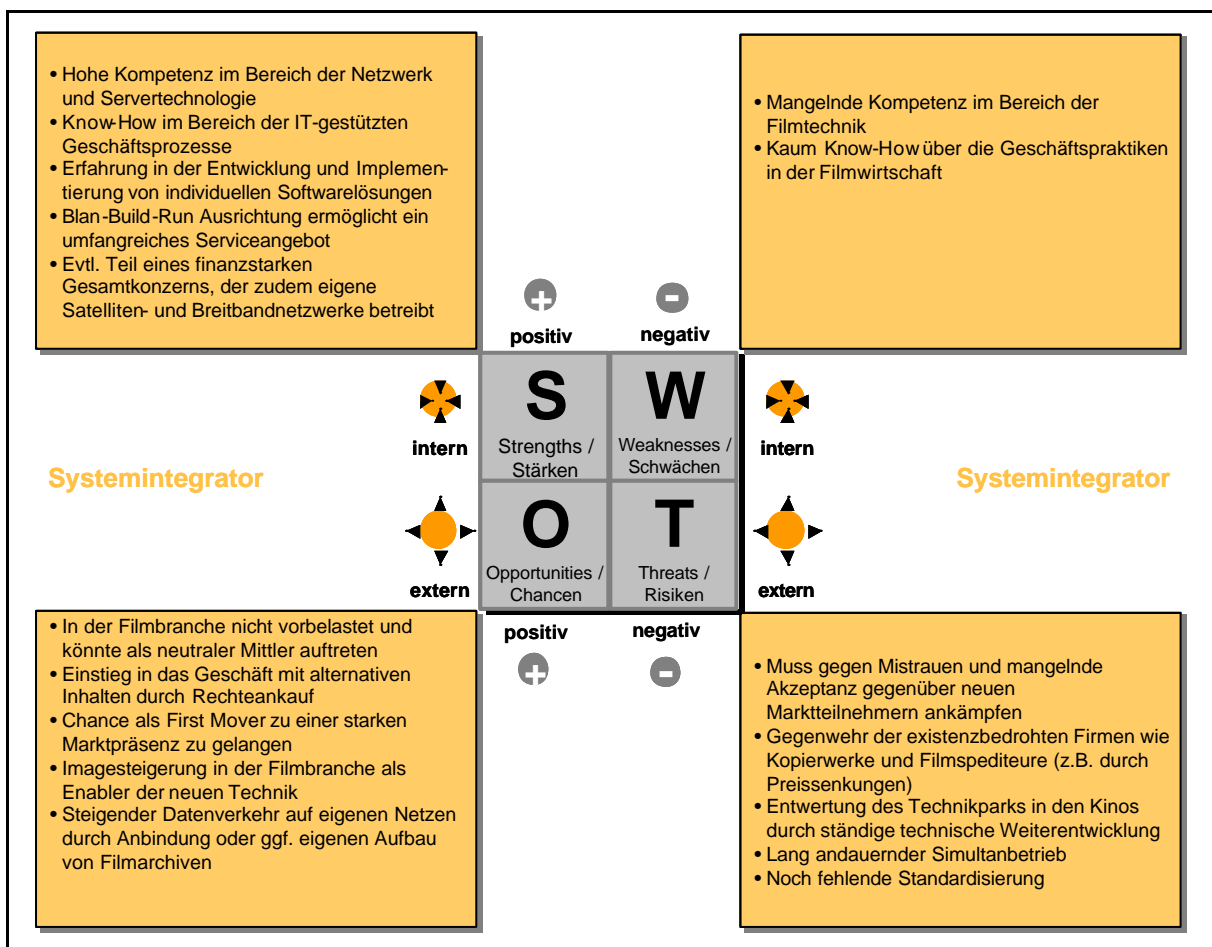 • Hohe Kompetenz im Bereich der Netzwerk
und Servertechnologie
• Know-How im Bereich der IT-gestützten
Geschäftsprozesse
• Erfahrung in der Entwicklung und Implemen-
tierung von individuellen Softwarelösungen
• Blan-Build-Run Ausrichtung ermöglicht ein
umfangreiches Serviceangebot
• Evtl. Teil eines finanzstarken
Gesamtkonzerns, der zudem eigene
Satelliten- und Breitbandnetzwerke betreibt
• Mangelnde Kompetenz im Bereich der
Filmtechnik
• Kaum Know-How über die Geschäftspraktiken
in der Filmwirtschaft
+
-
positiv
negativ
intern
S
Strengths /
Stärken
W
Weaknesses /
Schwächen
intern
Systemintegrator
Systemintegrator
extern
O
Opportunities /
Chancen
T
Threats /
Risiken
extern
positiv
negativ
+
-
• In der Filmbranche nicht vorbelastet und
könnte als neutraler Mittler auftreten
• Einstieg in das Geschäft mit alternativen
Inhalten durch Rechteankauf
• Chance als First Mover zu einer starken
Marktpräsenz zu gelangen
• Imagesteigerung in der Filmbranche als
Enabler der neuen Technik
• Steigender Datenverkehr auf eigenen Netzen
durch Anbindung oder ggf. eigenen Aufbau
von Filmarchiven
• Muss gegen Mistrauen und mangelnde
Akzeptanz gegenüber neuen
Marktteilnehmern ankämpfen
• Gegenwehr der existenzbedrohten Firmen wie
Kopierwerke und Filmspediteure (z.B. durch
Preissenkungen)
• Entwertung des Technikparks in den Kinos
durch ständige technische Weiterentwicklung
• Lang andauernder Simultanbetrieb
• Noch fehlende Standardisierung